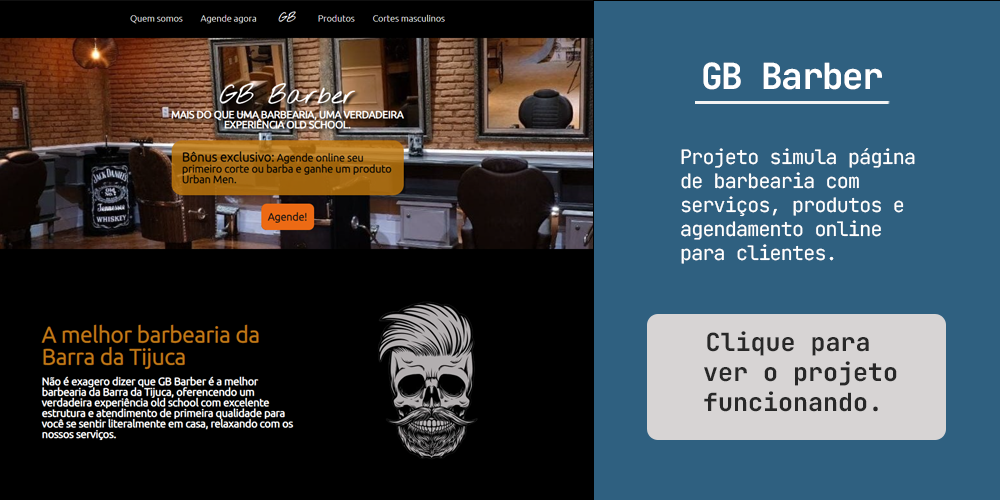 Quem somos
Agende agora
GB
Produtos
Cortes masculinos
GB Barber
MAIS DO QUE UMA BARBEARIA, UMA VERDADEIRA
EXPERIÊNCIA OLD SCHOOL.
Bônus exclusivo: Agende online seu
primeiro corte ou barba e ganhe um produto
Urban Men.
Agende!
JACK DANIEL'S
OLD
No.7
Tennessee
WHISKEY
A melhor barbearia da
Barra da Tijuca
Não é exagero dizer que GB Barber é a melhor
barbearia da Barra da Tijuca, oferencendo um
verdadeira experiência old school com excelente
estrutura e atendimento de primeira qualidade para
você se sentir literalmente em casa, relaxando com os
nossos serviços.
GB Barber
Projeto simula página
de barbearia com
serviços, produtos e
agendamento online
para clientes.
Clique para
ver o projeto
funcionando.